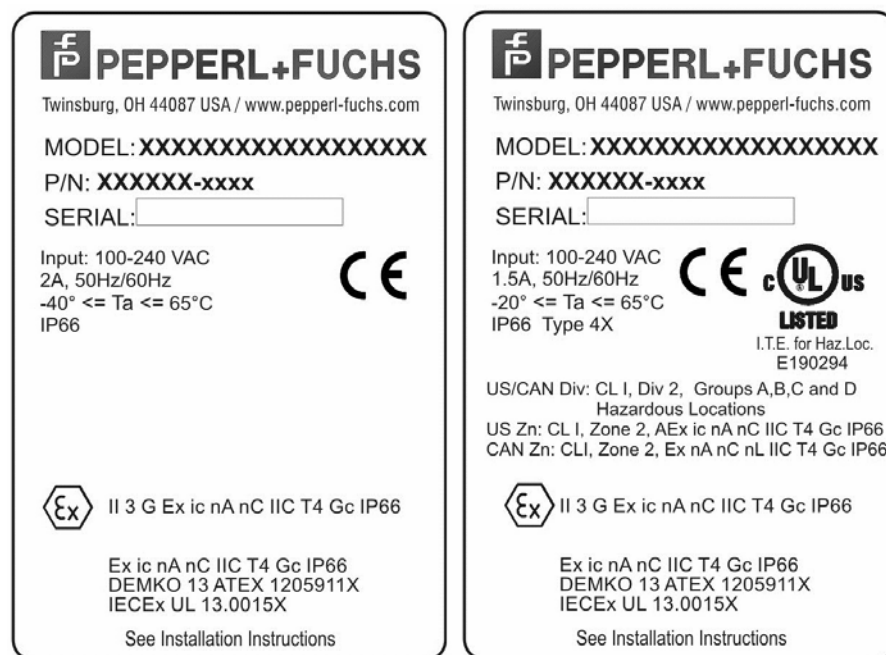 PEPPERL+FUCHS
Twinsburg, OH 44087 USA / www.pepperl-fuchs.com
MODEL: XXXXXXXXXXXXXXXXXX
P/N: XXXXXX-xxxx
SERIAL:
Input: 100-240 VAC
2A, 50Hz/60Hz
-40° <= Ta <= 65°C
IP66
CE
Ex II 3 G Ex ic nA nC IIC T4 Gc IP66
Ex ic nA nC IIC T4 Gc IP66
DEMKO 13 ATEX 1205911X
IECEx UL 13.0015X
See Installation Instructions
PEPPERL+FUCHS
Twinsburg, OH 44087 USA / www.pepperl-fuchs.com
MODEL: XXXXXXXXXXXXXXXXXX
P/N: XXXXXX-xxxx
SERIAL:
Input: 100-240 VAC
1.5A, 50Hz/60Hz
-20° <= Ta <= 65°C
IP66 Type 4X
CE
C UL ® US
LISTED
I.T.E. for Haz.Loc.
E190294
US/CAN Div: CL I, Div 2, Groups A,B,C and D
Hazardous Locations
US Zn: CL I, Zone 2, AEx ic nA nC IIC T4 Gc IP66
CAN Zn: CLI, Zone 2, Ex nA nC nL IIC T4 Gc IP66
Ex II 3 G Ex ic nA nC IIC T4 Gc IP66
Ex ic nA nC IIC T4 Gc IP66
DEMKO 13 ATEX 1205911X
IECEx UL 13.0015X
See Installation Instructions